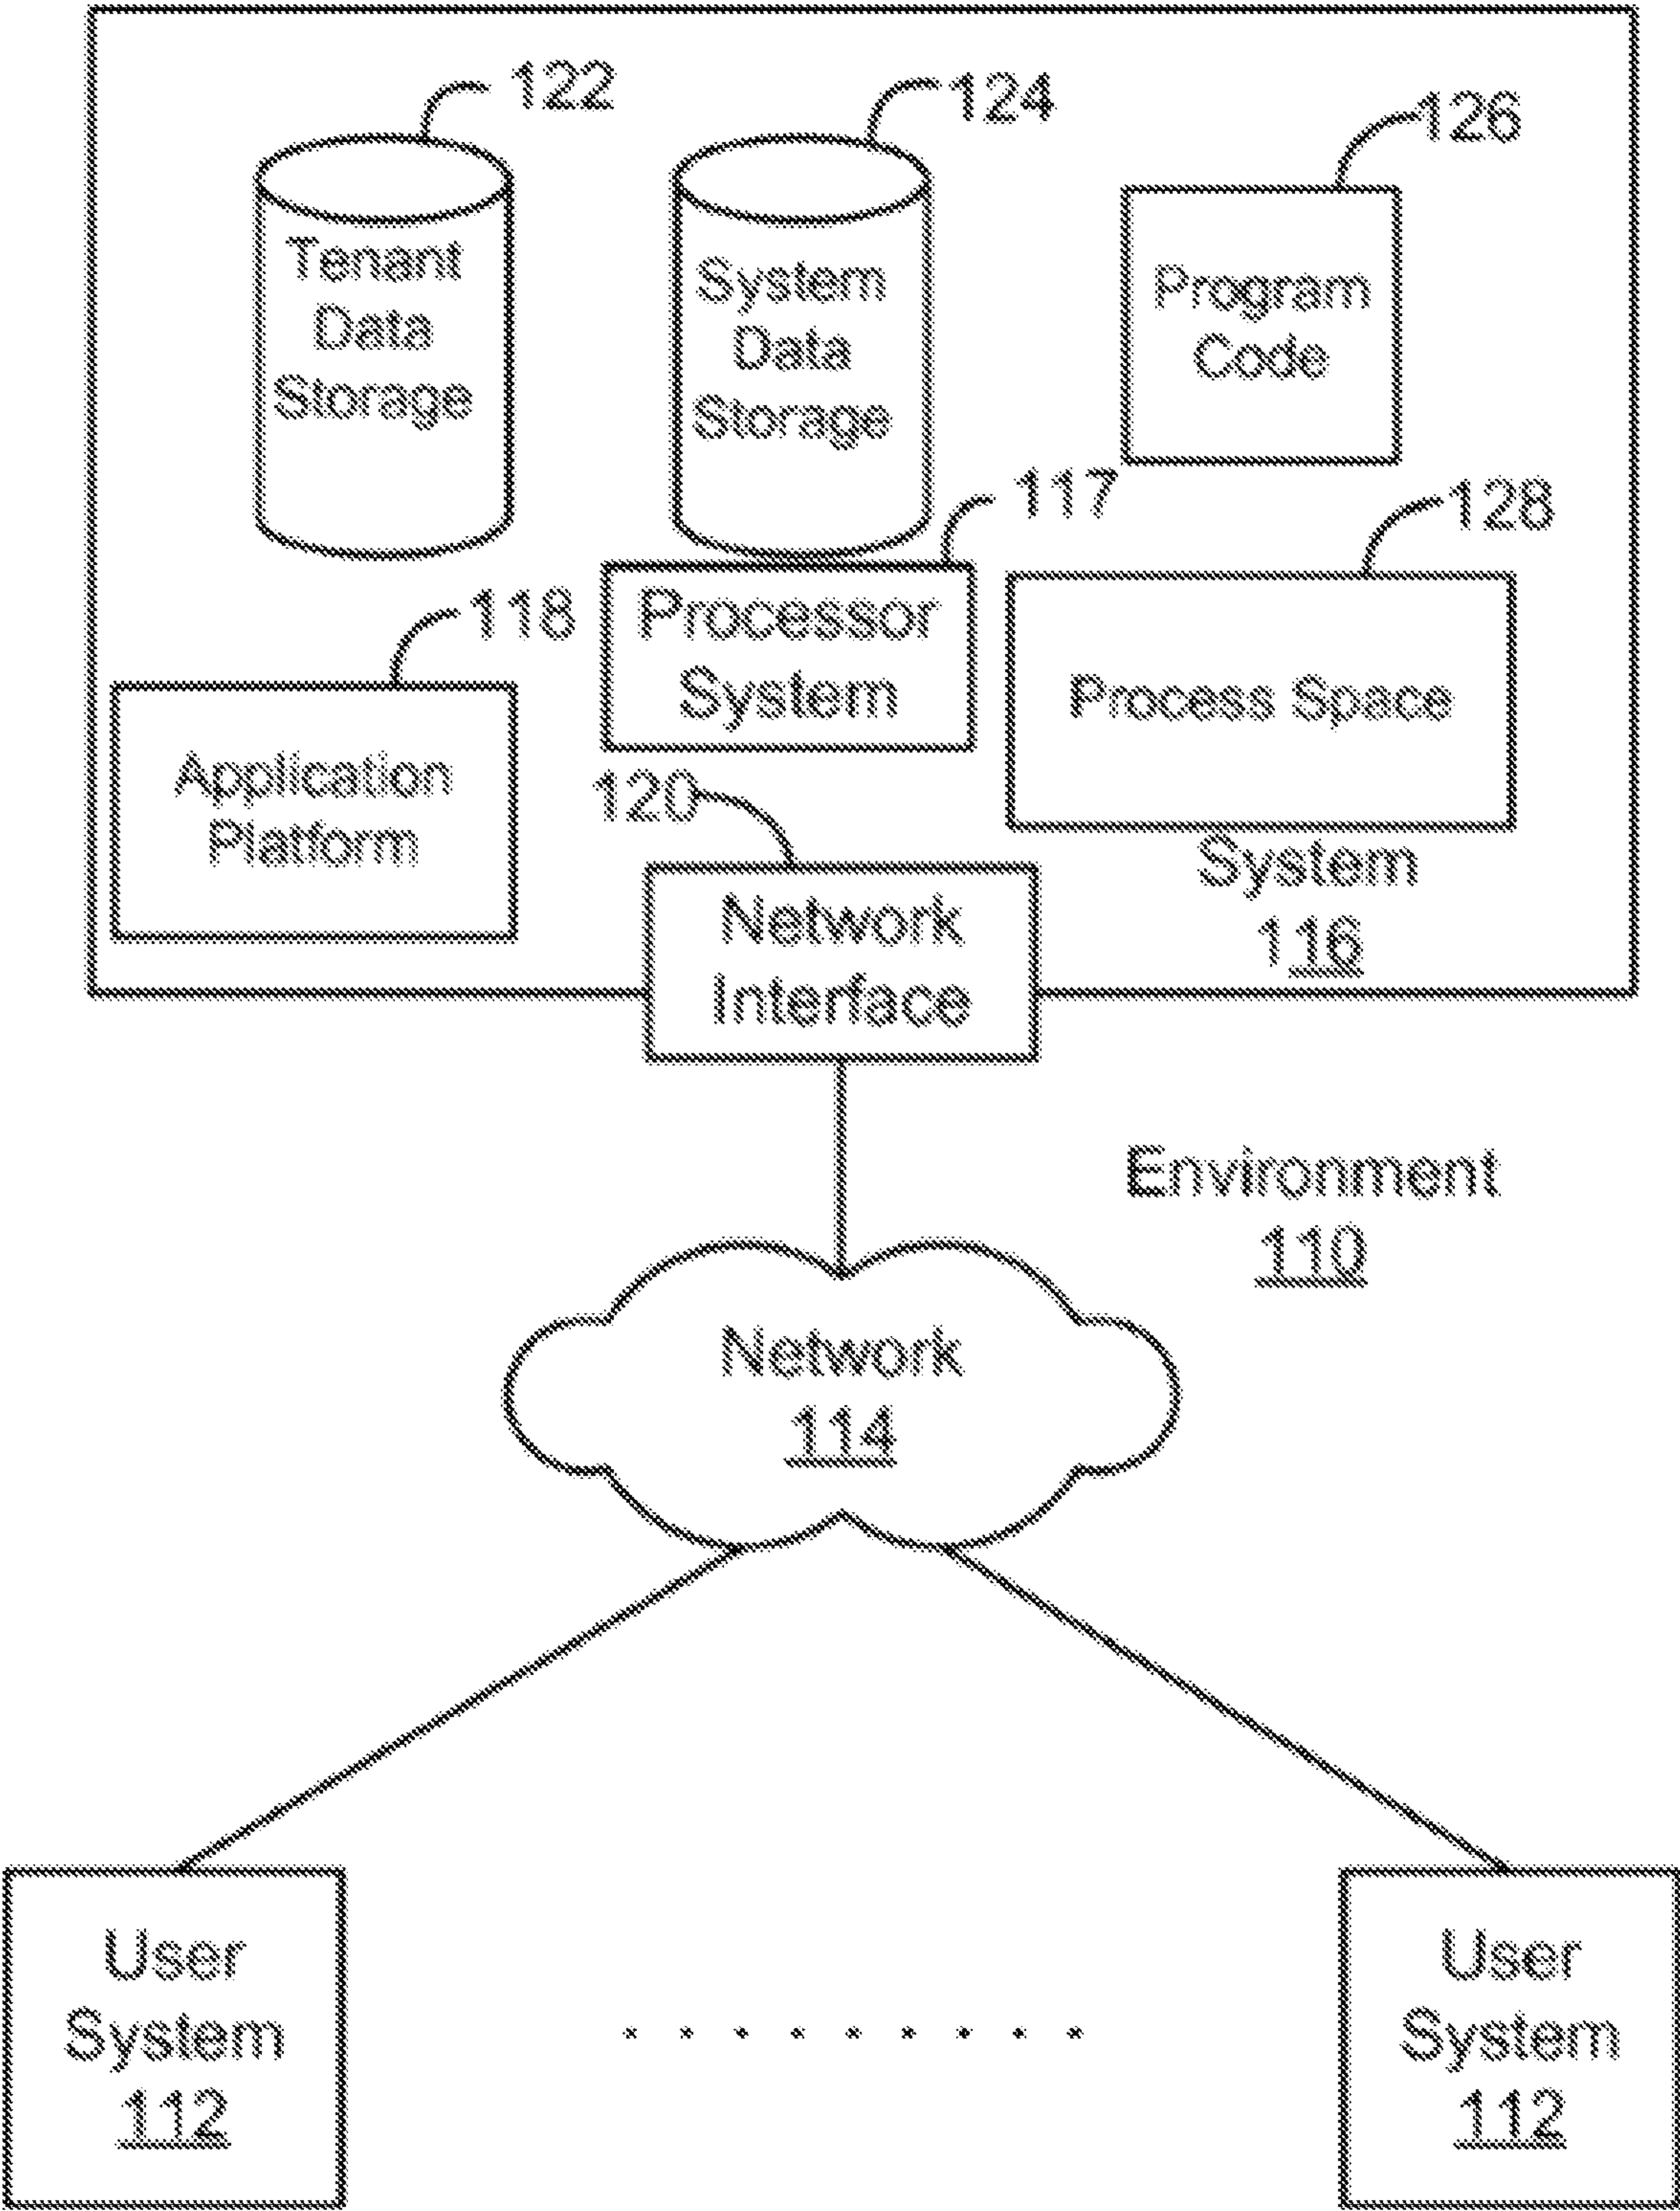 122
124
126
Tenant
Data
Storage
System
Data
Storage
Program
Code
117
128
118
Processor
System
Process Space
Application
Platform
120
System
116
Network
Interface
Environment
110
Network
114
User
System
112
User
System
112